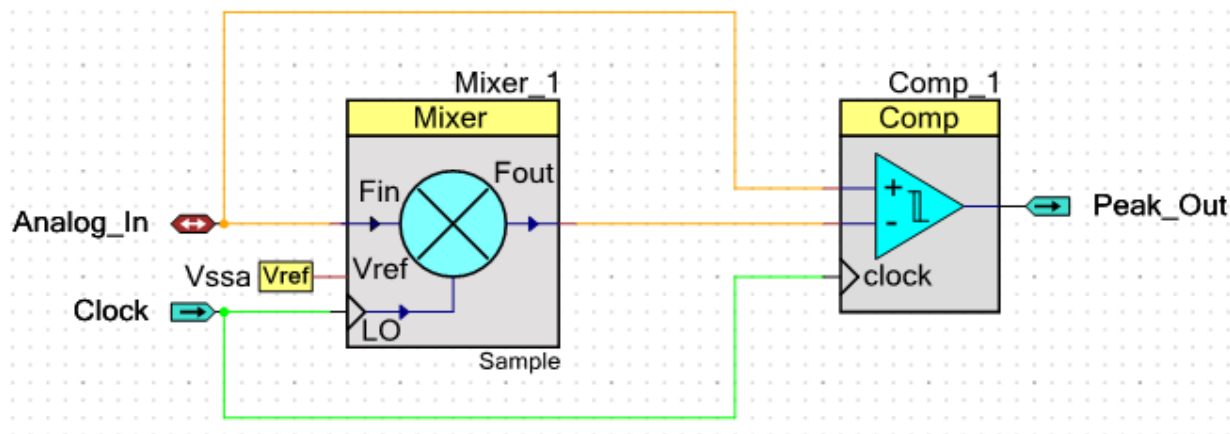 Mixer_1
Comp_1
Mixer
Comp
Fin
Fout
+
Analog_In
-
Peak_Out
Vssa Vref
Vref
clock
Clock
LO
Sample